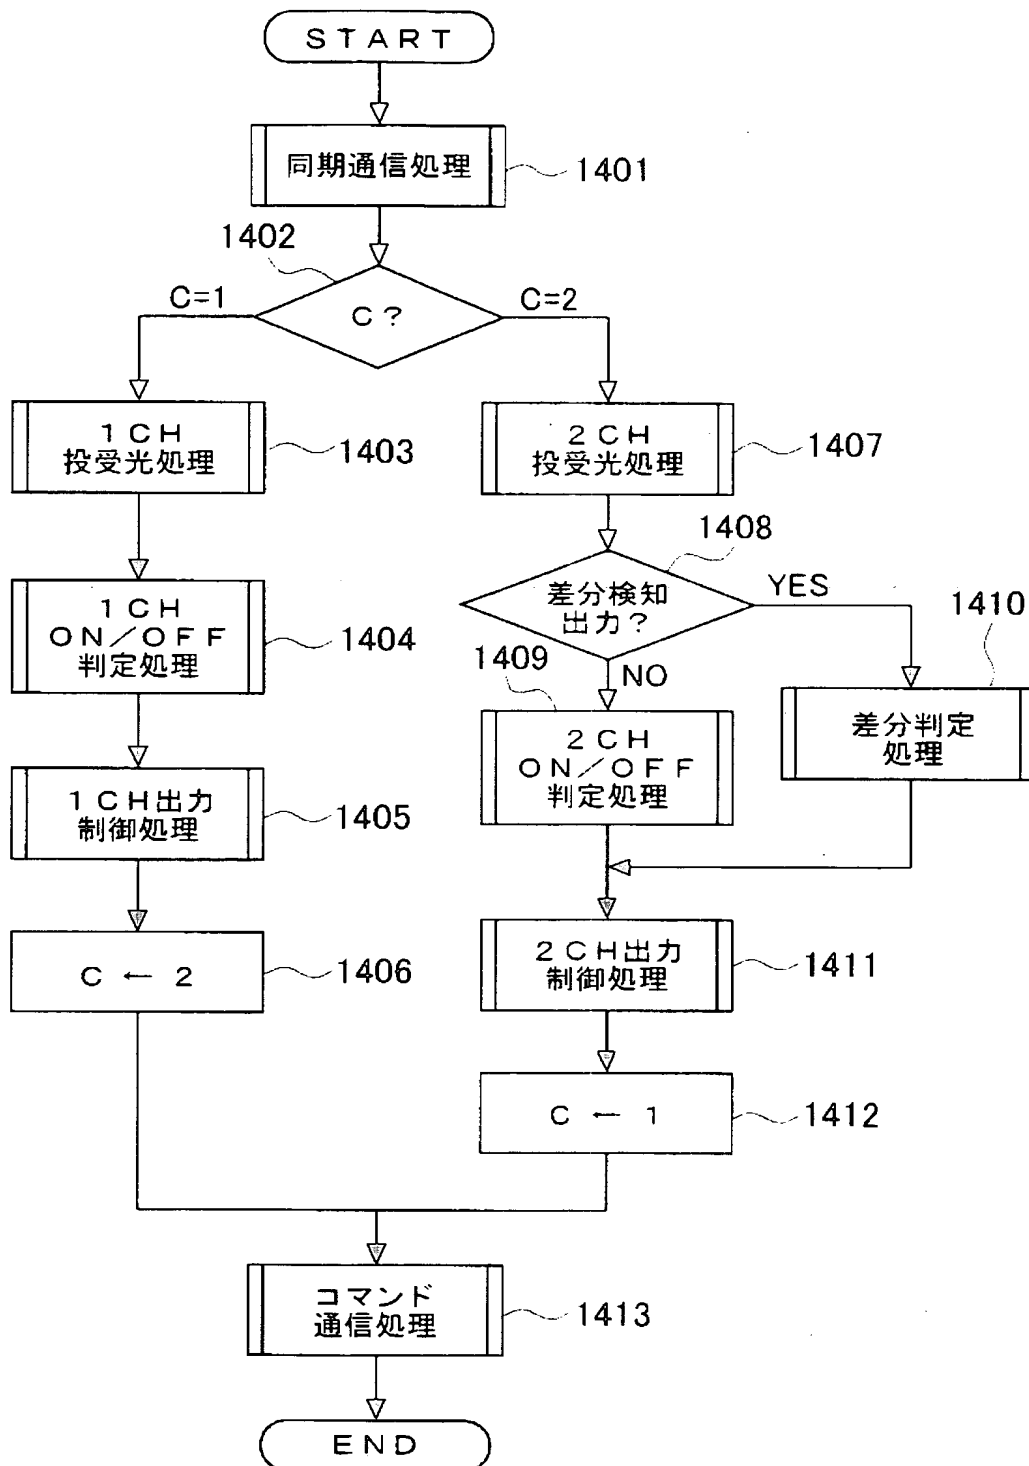 START
同期通信処理
1401
1402
C=1
C?
C=2
1CH
投受光処理
1403
2CH
投受光処理
1407
1408
1CH
ON/OFF
判定処理
1404
差分検知
出力?
YES
1410
1409
NO
2CH
ON/OFF
判定処理
差分判定
処理
1CH出力
制御処理
1405
C ← 2
1406
2CH出力
制御処理
1411
C ← 1
1412
コマンド
通信処理
1413
END